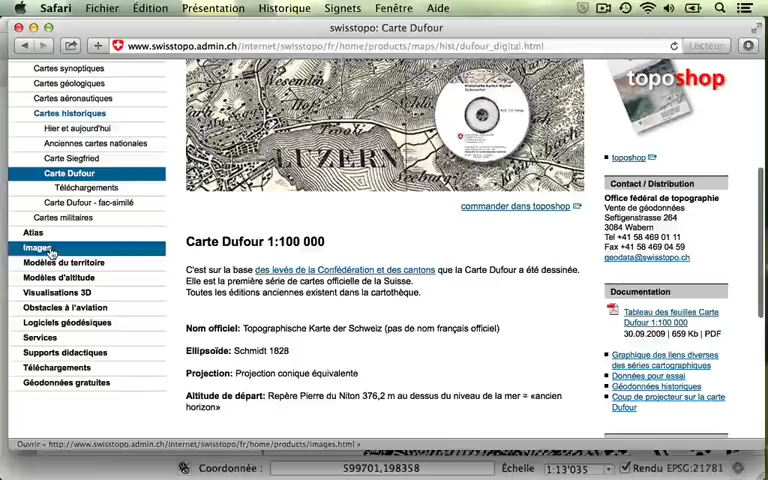 Safari Fichier Édition Présentation Historique Signets Fenêtre Aide
swisstopo: Carte Dufour
www.swisstopo.admin.ch/internet/swisstopo/fr/home/products/maps/hist/dufour_digital.html
Lecteur
Cartes synoptiques
Cartes géologiques
Cartes aéronautiques
Cartes historiques
Hier et aujourd'hui
Anciennes cartes nationales
Carte Siegfried
Carte Dufour
Téléchargements
Carte Dufour - fac-similé
Cartes militaires
Atlas
Images
Modèles du territoire
Modèles d'altitude
Visualisations 3D
Obstacles à l'aviation
Logiciels géodésiques
Services
Supports didactiques
Téléchargements
Géodonnées gratuites
Wesemlin
Tivoli
LUZERN
Seeburg
commander dans toposhop
Carte Dufour 1:100 000
C'est sur la base des levés de la Confédération et des cantons que la Carte Dufour a été dessinée.
Elle est la première série de cartes officielle de la Suisse.
Toutes les éditions anciennes existent dans la cartothèque.
Nom officiel: Topographische Karte der Schweiz (pas de nom français officiel)
Ellipsoïde: Schmidt 1828
Projection: Projection conique équivalente
Altitude de départ: Repère Pierre du Niton 376,2 m au dessus du niveau de la mer = «ancien
horizon»
toposhop
toposhop
Contact / Distribution
Office fédéral de topographie
Vente de géodonnées
Seftigenstrasse 264
3084 Wabern
Tel +41 58 469 01 11
Fax +41 58 469 04 59
geodata@swisstopo.ch
Documentation
Tableau des feuilles Carte
Dufour 1:100 000
30.09.2009 | 659 Kb | PDF
Graphique des liens diverses
des séries cartographiques
Données pour essai
Géodonnées historiques
Coup de projecteur sur la carte
Dufour
Ouvrir « http://www.swisstopo.admin.ch/internet/swisstopo/fr/home/products/images.html »
Coordonnée : 599701,198358 Échelle 1:13'035 Rendu EPSG:21781